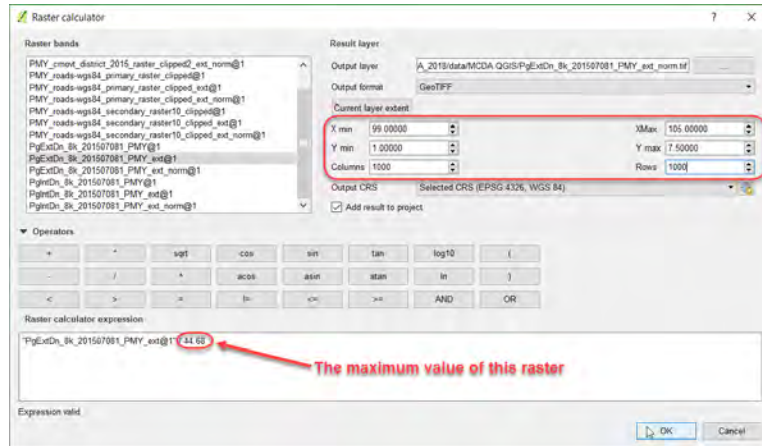 Raster calculator
?
X
Raster bands
PMY_cmovt_district_2015_raster_clipped2_ext_norm@1
PMY_roads-wgs84_primary_raster_clipped@1
PMY_roads-wgs84_primary_raster_clipped_ext@1
PMY_roads-wgs84_primary_raster_clipped_ext_norm@1
PMY_roads-wgs84_secondary_raster10_clipped@1
PMY_roads-wgs84_secondary_raster10_clipped_ext@1
PMY_roads-wgs84_secondary_raster10_clipped_ext_norm@1
PgExtDn_8k_201507081_PMY@1
PgExtDn_8k_201507081_PMY_ext@1
PgExtDn_8k_201507081_PMY_ext_norm@1
PgIntDn_8k_201507081_PMY@1
PgIntDn_8k_201507081_PMY_ext@1
PgIntDn_8k_201507081_PMY_ext_norm@1
Result layer
Output layer A_2018/data/MCDA QGIS/PgExtDn_8k_201507081_PMY_ext_norm.tif ...
Output format GeoTIFF
Current layer extent
X min 99.00000 XMax 105.00000
Y min 1.00000 Y max 7.50000
Columns 1000 Rows 1000
Output CRS Selected CRS (EPSG 4326, WGS 84)
Add result to project
Operators
+ * sqrt cos sin tan log10 (
- / ^ acos asin atan ln )
< > = != <= >= AND OR
Raster calculator expression
"PgExtDn_8k_201507081_PMY_ext@1" / 44.68
The maximum value of this raster
Expression valid
OK Cancel